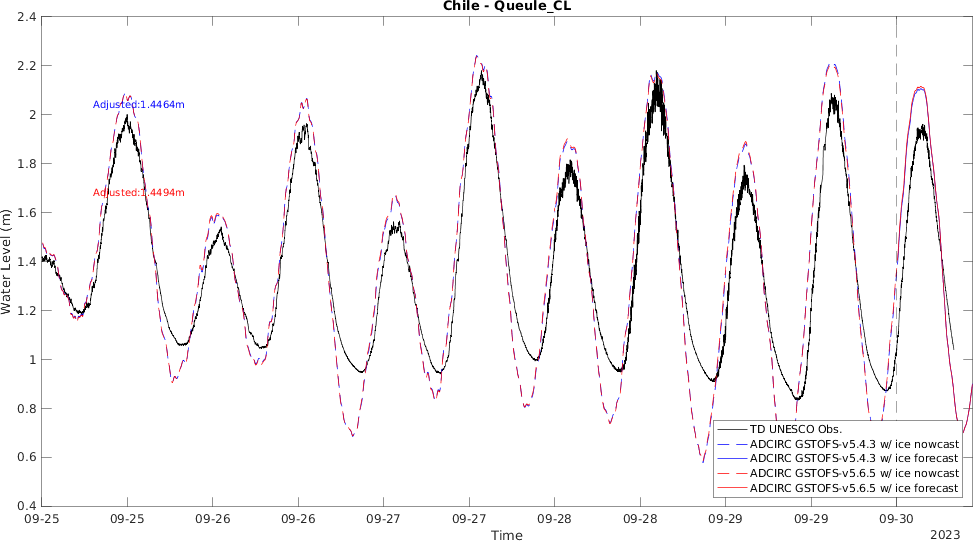 Chile - Queule_CL
2.4
2.2
2
1.8
1.6
1.4
1.2
1
0.8
0.6
0.4
Water Level (m)
Adjusted:1.4464m
Adjusted:1.4494m
TD UNESCO Obs.
ADCIRC GSTOFS-v5.4.3 w/ ice nowcast
ADCIRC GSTOFS-v5.4.3 w/ ice forecast
ADCIRC GSTOFS-v5.6.5 w/ ice nowcast
ADCIRC GSTOFS-v5.6.5 w/ ice forecast
09-25 09-25 09-26 09-26 09-27 09-27 09-28 09-28 09-29 09-29 09-30
Time
2023